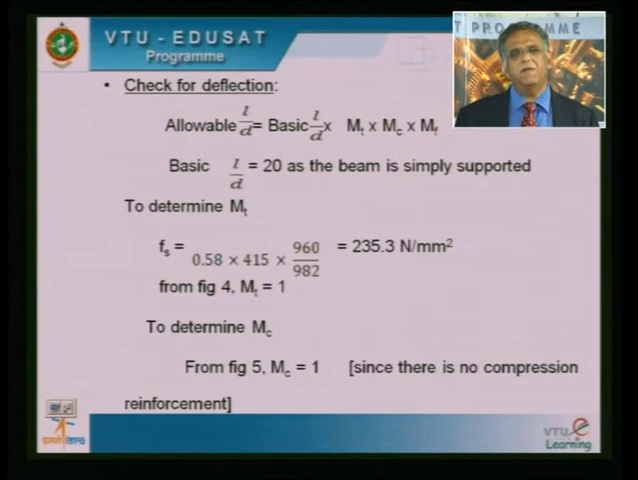 VTU - EDUSAT
Programme
T PROGRAMME
• Check for deflection:
Allowable l/d = Basic l/d x Mt x Mc x Mf
Basic l/d = 20 as the beam is simply supported
To determine Mt
fs = 0.58 × 415 × 960/982 = 235.3 N/mm²
from fig 4, Mt = 1
To determine Mc
From fig 5, Mc = 1 [since there is no compression
reinforcement]
VTU e
Learning